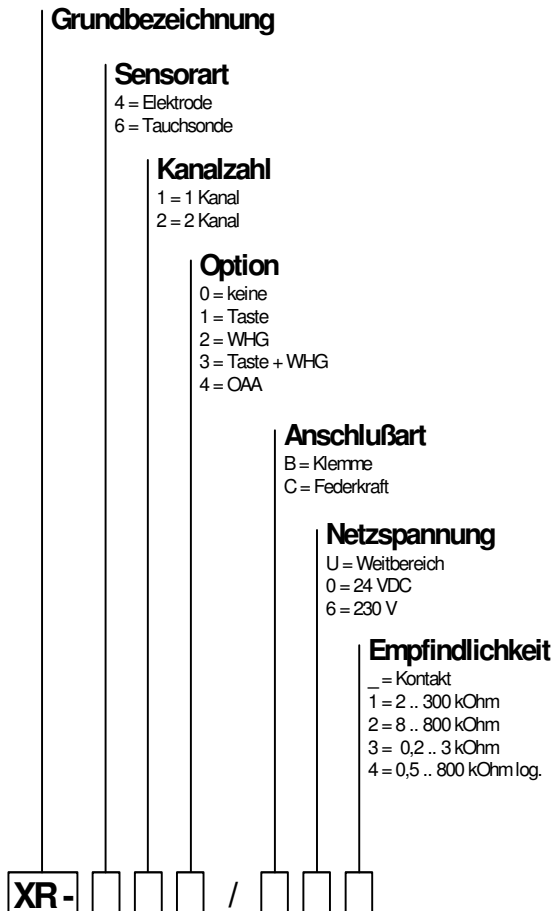 Grundbezeichnung
Sensorart
4 = Elektrode
6 = Tauchsonde
Kanalzahl
1 = 1 Kanal
2 = 2 Kanal
Option
0 = keine
1 = Taste
2 = WHG
3 = Taste + WHG
4 = OAA
Anschlußart
B = Klemme
C = Federkraft
Netzspannung
U = Weitbereich
0 = 24 VDC
6 = 230 V
Empfindlichkeit
_ = Kontakt
1 = 2 .. 300 kOhm
2 = 8 .. 800 kOhm
3 = 0,2 .. 3 kOhm
4 = 0,5 .. 800 kOhm log.
XR - /